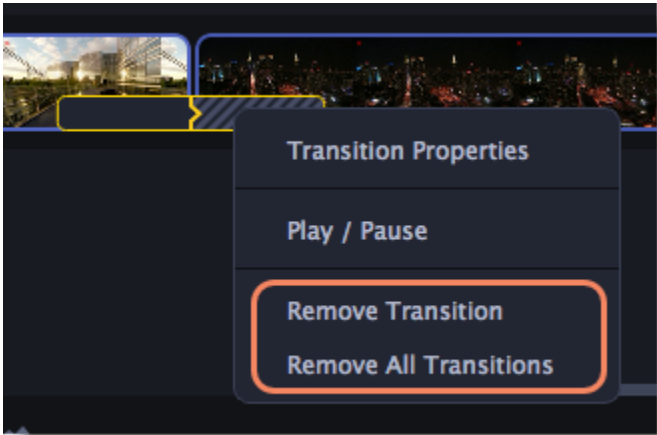 Transition Properties
Play / Pause
Remove Transition
Remove All Transitions